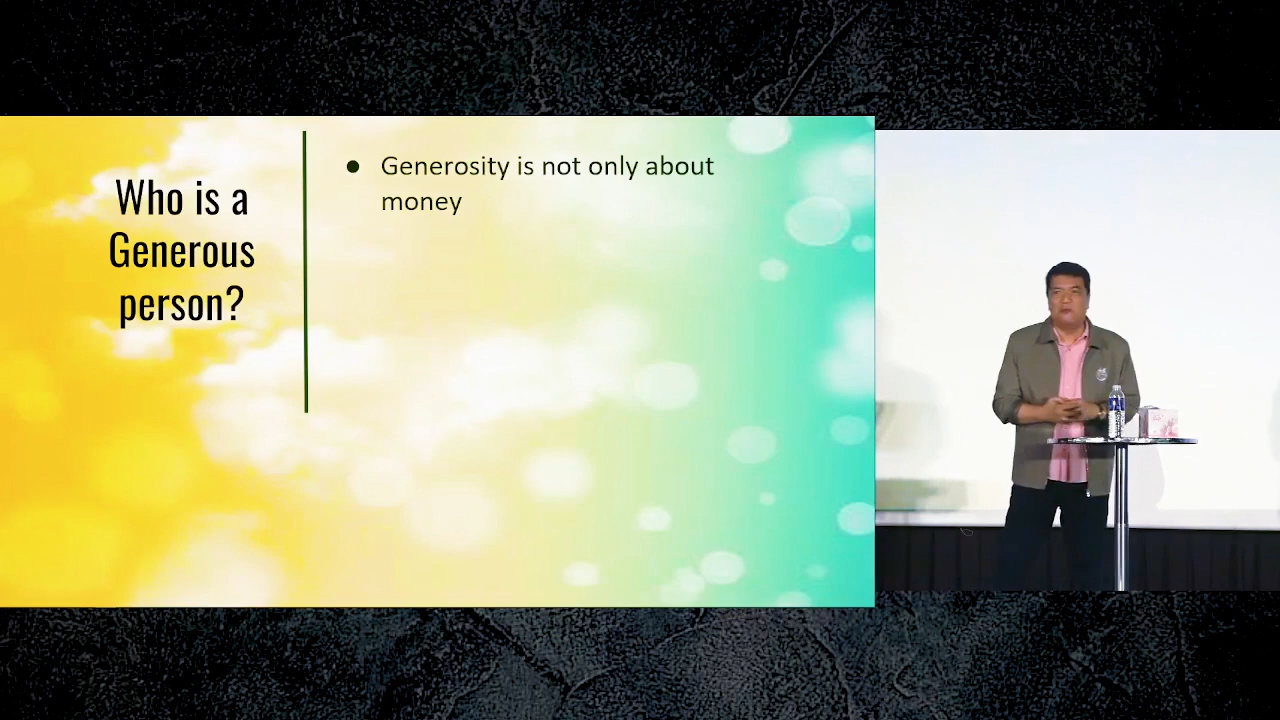 Who is a
Generous
person?
● Generosity is not only about
money